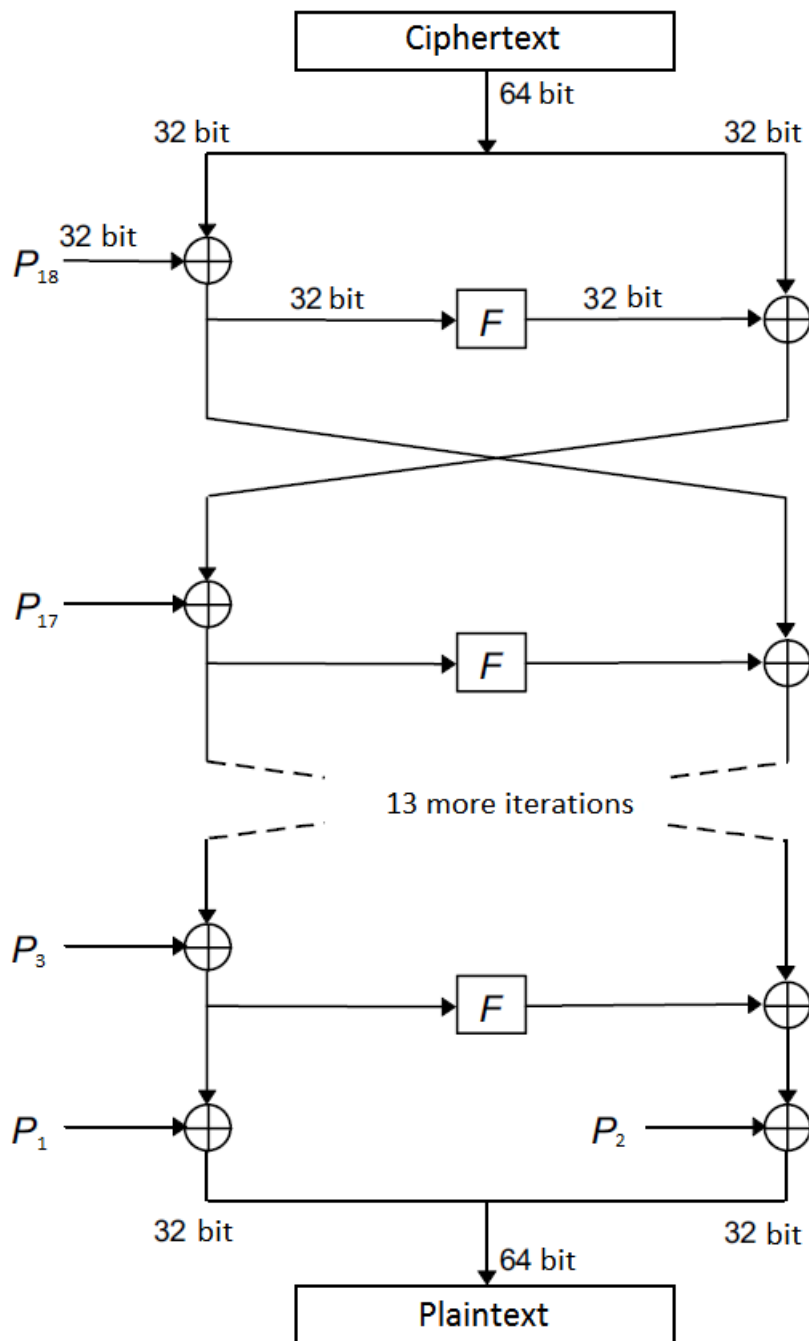 Ciphertext
64 bit
32 bit
32 bit
32 bit
P₁₈
32 bit
F
32 bit
P₁₇
F
13 more iterations
P₃
F
P₁
P₂
32 bit
32 bit
64 bit
Plaintext